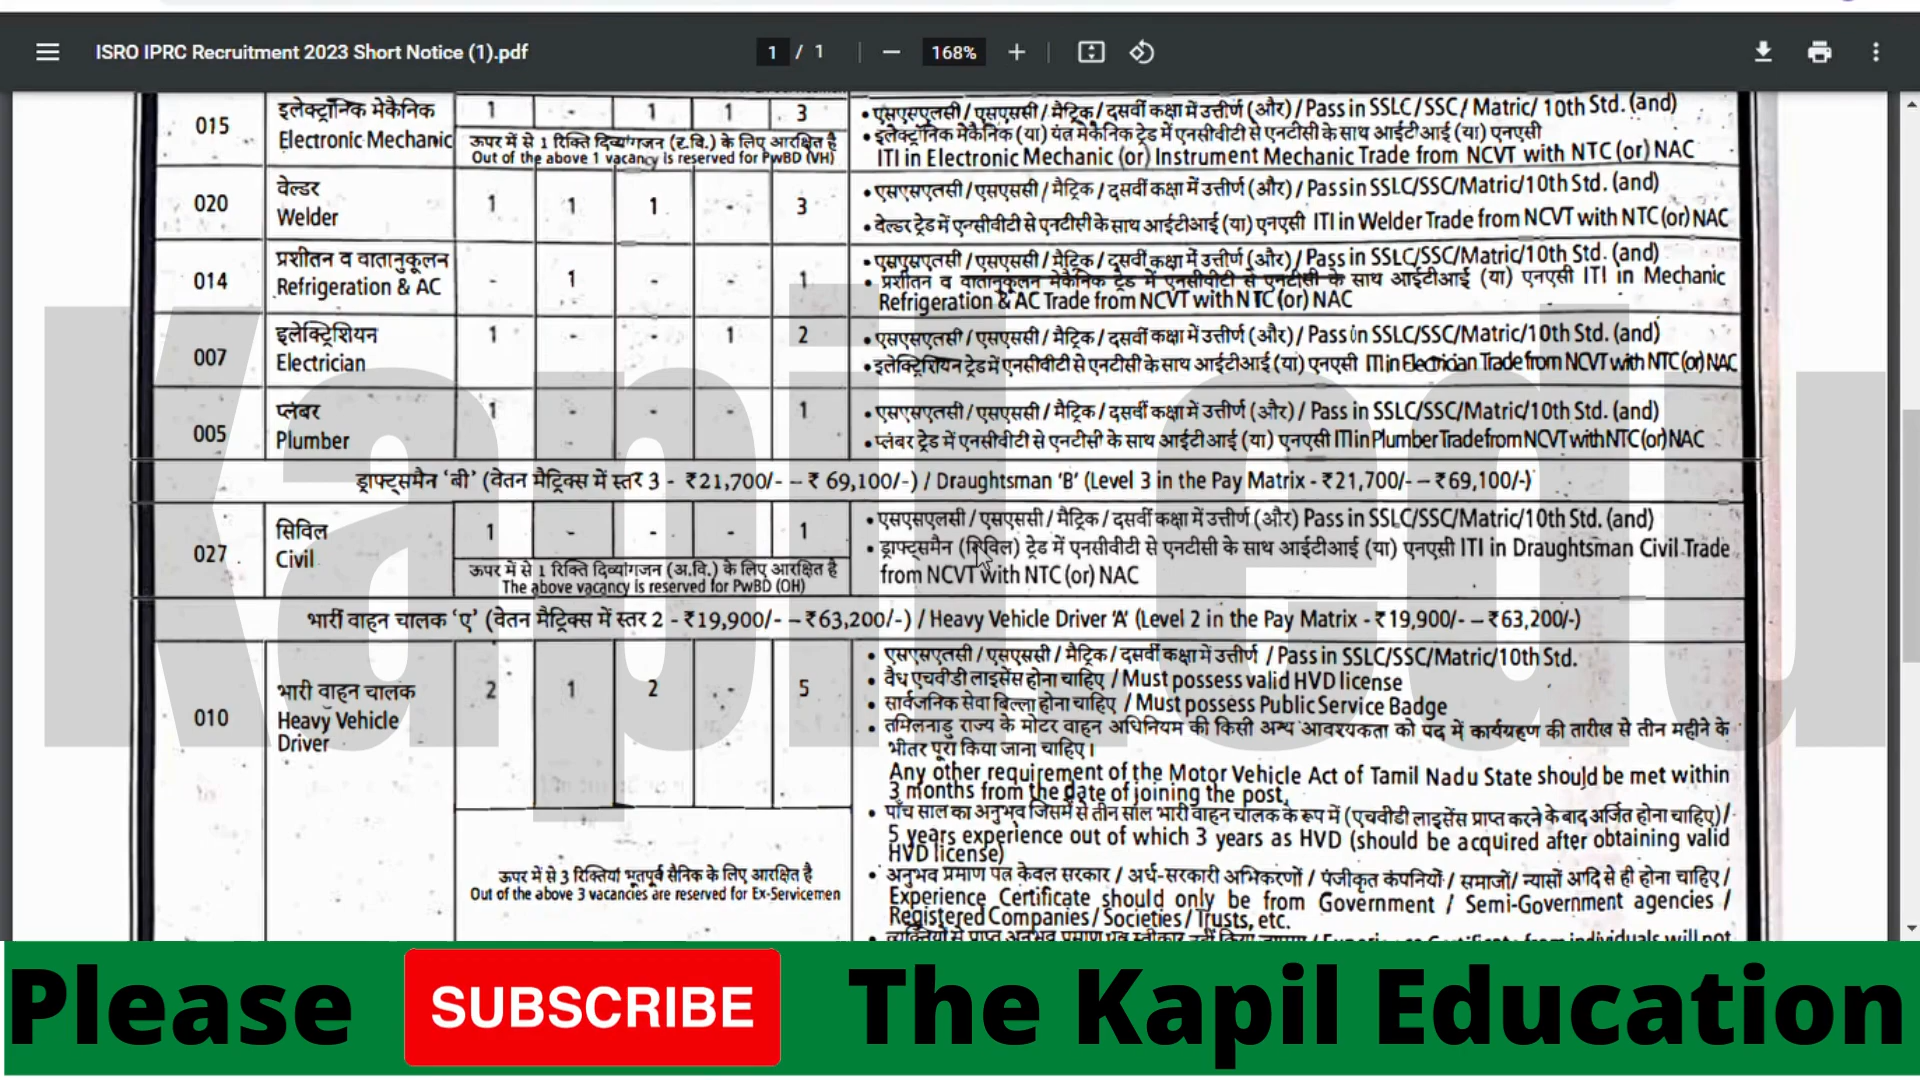 ISRO IPRC Recruitment 2023 Short Notice (1).pdf
1 / 1
168%
015
इलेक्ट्रॉनिक मेकैनिक
Electronic Mechanic
1 - 1 1 3
ऊपर में से 1 रिक्ति दिव्यांगजन (ह.वि.) के लिए आरक्षित है
Out of the above 1 vacancy is reserved for PwBD (VH)
• एसएसएलसी / एसएससी / मैट्रिक / दसवीं कक्षा में उत्तीर्ण (और) / Pass in SSLC/SSC/ Matric/ 10th Std. (and)
• इलेक्ट्रॉनिक मेकैनिक (या) यंत्र मेकैनिक ट्रेड में एनसीवीटी से एनटीसी के साथ आईटीआई (या) एनएसी
ITI in Electronic Mechanic (or) Instrument Mechanic Trade from NCVT with NTC (or) NAC
020
वेल्डर
Welder
1 1 1 - 3
• एसएसएलसी / एसएससी / मैट्रिक / दसवीं कक्षा में उत्तीर्ण (और) / Pass in SSLC/SSC/Matric/10th Std. (and)
• वेल्डर ट्रेड में एनसीवीटी से एनटीसी के साथ आईटीआई (या) एनएसी ITI in Welder Trade from NCVT with NTC (or) NAC
014
प्रशीतन व वातानुकूलन
Refrigeration & AC
- 1 - - 1
• एसएसएलसी / एसएससी / मैट्रिक / दसवीं कक्षा में उत्तीर्ण (और) / Pass in SSLC/SSC/Matric/10th Std. (and)
• प्रशीतन व वातानुकूलन मेकैनिक ट्रेड में एनसीवीटी से एनटीसी के साथ आईटीआई (या) एनएसी ITI in Mechanic
Refrigeration & AC Trade from NCVT with NTC (or) NAC
007
इलेक्ट्रिशियन
Electrician
1 - - 1 2
• एसएसएलसी / एसएससी / मैट्रिक / दसवीं कक्षा में उत्तीर्ण (और) / Pass in SSLC/SSC/Matric/10th Std. (and)
• इलेक्ट्रिशियन ट्रेड में एनसीवीटी से एनटीसी के साथ आईटीआई (या) एनएसी ITI in Electrician Trade from NCVT with NTC (or) NAC
005
प्लंबर
Plumber
1 - - - 1
• एसएसएलसी / एसएससी / मैट्रिक / दसवीं कक्षा में उत्तीर्ण (और) / Pass in SSLC/SSC/Matric/10th Std. (and)
• प्लंबर ट्रेड में एनसीवीटी से एनटीसी के साथ आईटीआई (या) एनएसी ITI in Plumber Trade from NCVT with NTC (or) NAC
ड्राफ्ट्समैन ‘बी’ (वेतन मैट्रिक्स में स्तर 3 - ₹21,700/- – ₹ 69,100/-) / Draughtsman ‘B’ (Level 3 in the Pay Matrix - ₹21,700/- – ₹69,100/-)
027
सिविल
Civil
1 - - - 1
ऊपर में से 1 रिक्ति दिव्यांगजन (अ.वि.) के लिए आरक्षित है
The above vacancy is reserved for PwBD (OH)
• एसएसएलसी / एसएससी / मैट्रिक / दसवीं कक्षा में उत्तीर्ण (और) Pass in SSLC/SSC/Matric/10th Std. (and)
• ड्राफ्ट्समैन (सिविल) ट्रेड में एनसीवीटी से एनटीसी के साथ आईटीआई (या) एनएसी ITI in Draughtsman Civil Trade
from NCVT with NTC (or) NAC
भारी वाहन चालक ‘ए’ (वेतन मैट्रिक्स में स्तर 2 - ₹19,900/- – ₹63,200/-) / Heavy Vehicle Driver ‘A’ (Level 2 in the Pay Matrix - ₹19,900/- – ₹63,200/-)
010
भारी वाहन चालक
Heavy Vehicle
Driver
2 1 2 - 5
ऊपर में से 3 रिक्तियां भूतपूर्व सैनिक के लिए आरक्षित है
Out of the above 3 vacancies are reserved for Ex-Servicemen
• एसएसएलसी / एसएससी / मैट्रिक / दसवीं कक्षा में उत्तीर्ण / Pass in SSLC/SSC/Matric/10th Std.
• वैध एचवीडी लाइसेंस होना चाहिए / Must possess valid HVD license
• सार्वजनिक सेवा बिल्ला होना चाहिए / Must possess Public Service Badge
• तमिलनाडु राज्य के मोटर वाहन अधिनियम की किसी अन्य आवश्यकता को पद में कार्यग्रहण की तारीख से तीन महीने के
भीतर पूरा किया जाना चाहिए।
Any other requirement of the Motor Vehicle Act of Tamil Nadu State should be met within
3 months from the date of joining the post.
• पाँच साल का अनुभव जिसमें से तीन साल भारी वाहन चालक के रूप में (एचवीडी लाइसेंस प्राप्त करने के बाद अर्जित होना चाहिए) /
5 years experience out of which 3 years as HVD (should be acquired after obtaining valid
HVD license)
• अनुभव प्रमाण पत्र केवल सरकार / अर्ध-सरकारी अभिकरणों / पंजीकृत कंपनियों / समाजों / न्यासों आदि से ही होना चाहिए /
Experience Certificate should only be from Government / Semi-Government agencies /
Registered Companies / Societies / Trusts, etc.
• व्यक्तियों से प्राप्त अनुभव प्रमाण पत्र स्वीकार नहीं किया जाएगा / Experience Certificate from individuals will not
KapiL.edu
Please SUBSCRIBE The Kapil Education